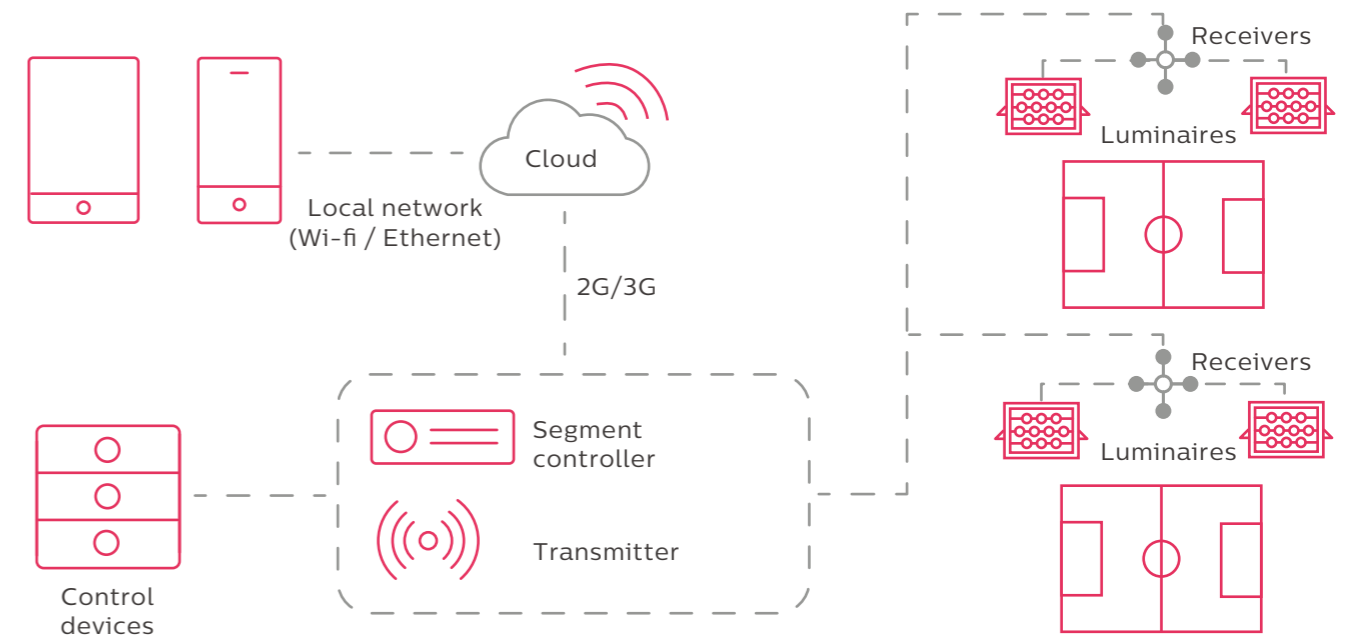 Receivers
Cloud
Luminaires
Local network
(Wi-fi / Ethernet)
2G/3G
Receivers
Segment
controller
Luminaires
Transmitter
Control
devices